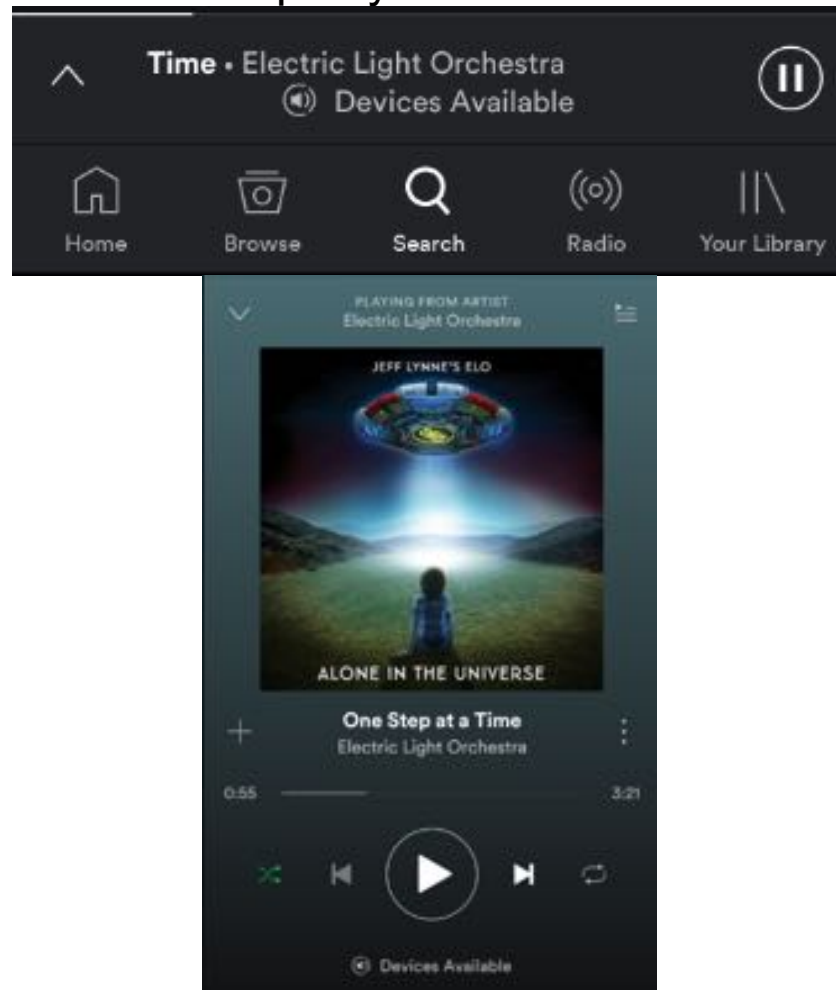 Time • Electric Light Orchestra
Devices Available
Home Browse Search Radio Your Library
PLAYING FROM ARTIST
Electric Light Orchestra
JEFF LYNNE'S ELO
ALONE IN THE UNIVERSE
One Step at a Time
Electric Light Orchestra
0:55 3:21
Devices Available